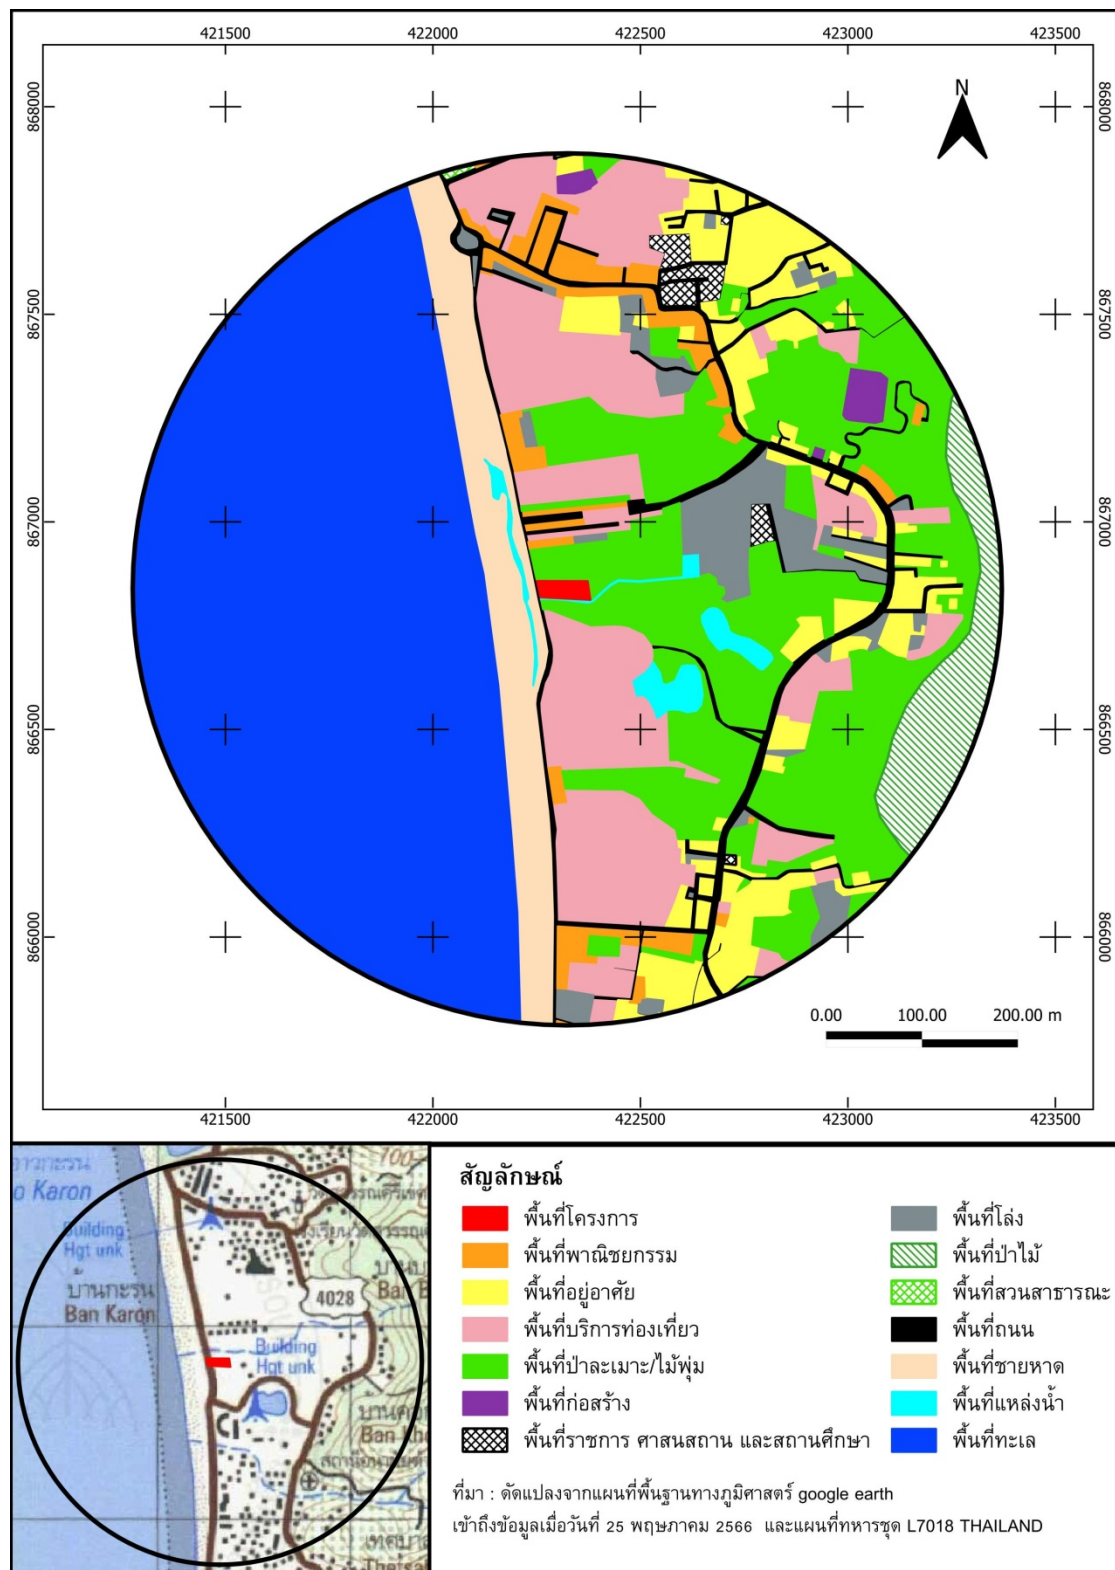 421500 422000 422500 423000 423500
N
868000 868000
867500 867500
867000 867000
866500 866500
866000 866000
0.00 100.00 200.00 m
421500 422000 422500 423000 423500
o Karon
Building
Hgt unk
บ้านกะรน
Ban Karon
4028
Building
Hgt unk
สัญลักษณ์
พื้นที่โครงการ
พื้นที่พาณิชยกรรม
พื้นที่อยู่อาศัย
พื้นที่บริการท่องเที่ยว
พื้นที่ป่าละเมาะ/ไม้พุ่ม
พื้นที่ก่อสร้าง
พื้นที่ราชการ ศาสนสถาน และสถานศึกษา
พื้นที่โล่ง
พื้นที่ป่าไม้
พื้นที่สวนสาธารณะ
พื้นที่ถนน
พื้นที่ชายหาด
พื้นที่แหล่งน้ำ
พื้นที่ทะเล
ที่มา : ดัดแปลงจากแผนที่พื้นฐานทางภูมิศาสตร์ google earth
เข้าถึงข้อมูลเมื่อวันที่ 25 พฤษภาคม 2566 และแผนที่ทหารชุด L7018 THAILAND